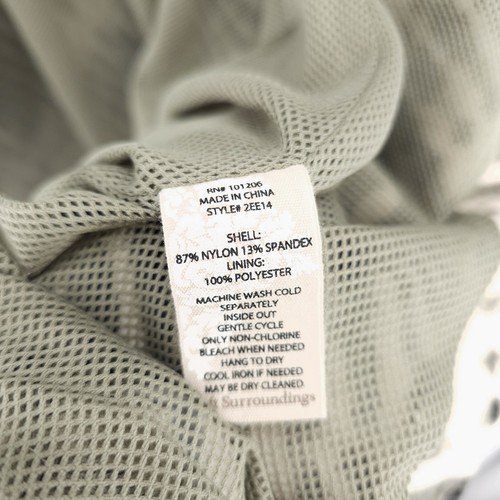 RN# 101206
MADE IN CHINA
STYLE# 2EE14
SHELL:
87% NYLON 13% SPANDEX
LINING:
100% POLYESTER
MACHINE WASH COLD
SEPARATELY
INSIDE OUT
GENTLE CYCLE
ONLY NON-CHLORINE
BLEACH WHEN NEEDED
HANG TO DRY
COOL IRON IF NEEDED
MAY BE DRY CLEANED
Surroundings